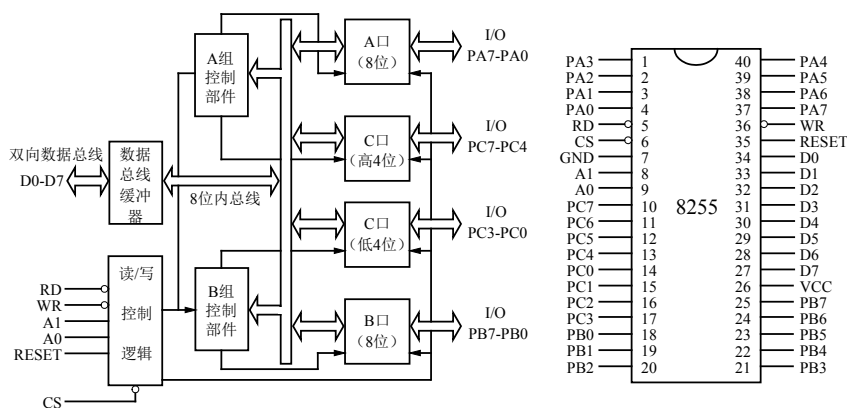 I/O
PA7-PA0
A口
（8位）
A组
控制
部件
I/O
PC7-PC4
C口
（高4位）
双向数据总线
D0-D7
数据
总线
缓冲
器
8位内总线
I/O
PC3-PC0
C口
（低4位）
读/写
控制
逻辑
RD
WR
A1
A0
RESET
CS
B组
控制
部件
I/O
PB7-PB0
B口
（8位）
PA3 1 40 PA4
PA2 2 39 PA5
PA1 3 38 PA6
PA0 4 37 PA7
RD 5 36 WR
CS 6 35 RESET
GND 7 34 D0
A1 8 33 D1
A0 9 32 D2
PC7 10 8255 31 D3
PC6 11 30 D4
PC5 12 29 D5
PC4 13 28 D6
PC0 14 27 D7
PC1 15 26 VCC
PC2 16 25 PB7
PC3 17 24 PB6
PB0 18 23 PB5
PB1 19 22 PB4
PB2 20 21 PB3